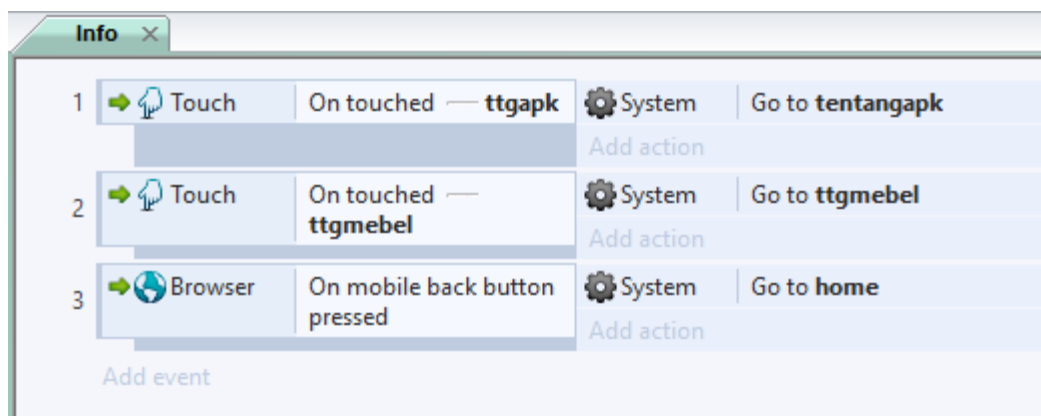 Info
1 Touch On touched ttgapk System Go to tentangapk
Add action
2 Touch On touched System Go to ttgmebel
ttgmebel
Add action
3 Browser On mobile back button System Go to home
pressed
Add action
Add event